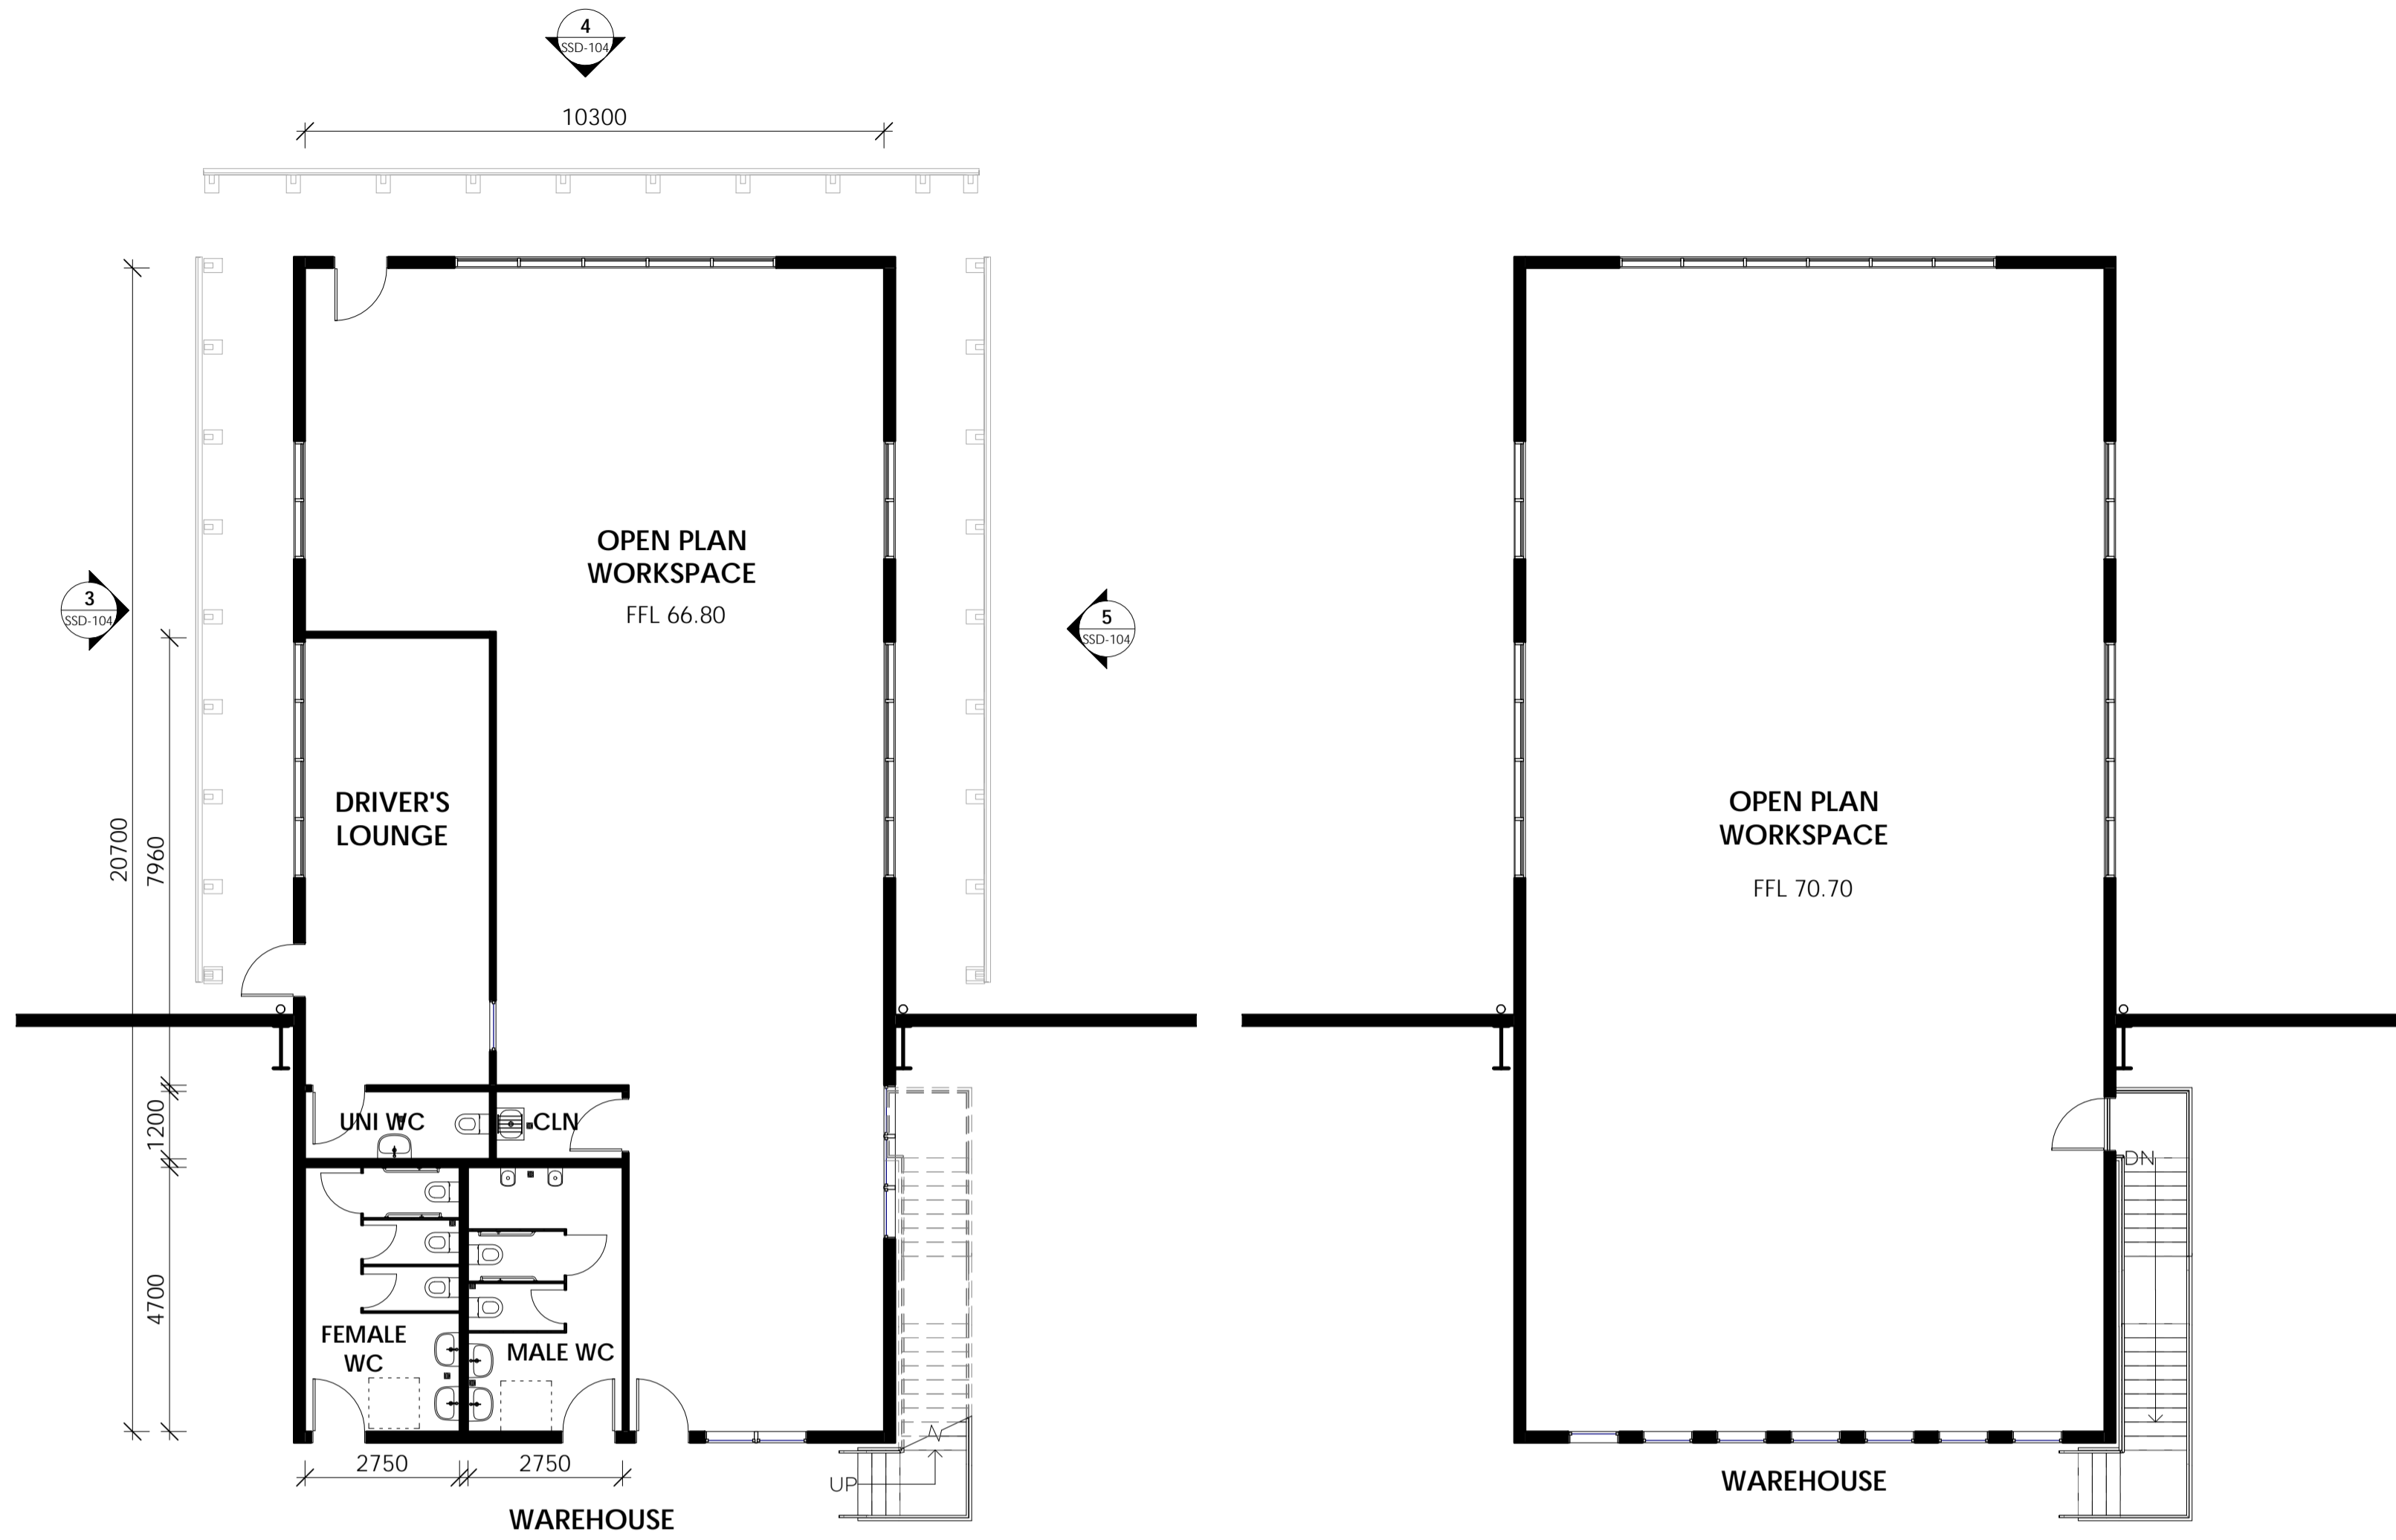 4
SSD-104
10300
OPEN PLAN
WORKSPACE
FFL 66.80
3
SSD-104
5
SSD-104
DRIVER'S
LOUNGE
20700
7960
1200
4700
UNI WC
CLN
FEMALE
WC
MALE WC
2750
2750
UP
WAREHOUSE
OPEN PLAN
WORKSPACE
FFL 70.70
DN
WAREHOUSE